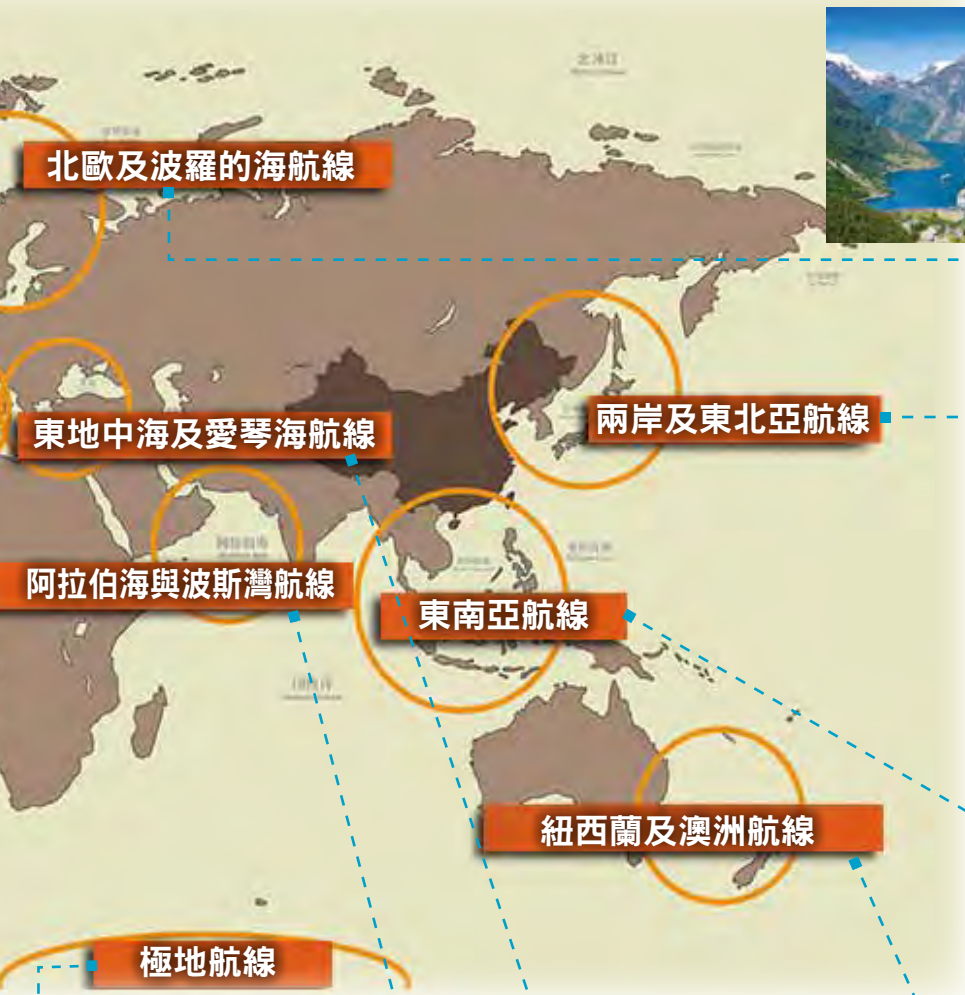 北歐及波羅的海航線
兩岸及東北亞航線
東地中海及愛琴海航線
阿拉伯海與波斯灣航線
東南亞航線
紐西蘭及澳洲航線
極地航線